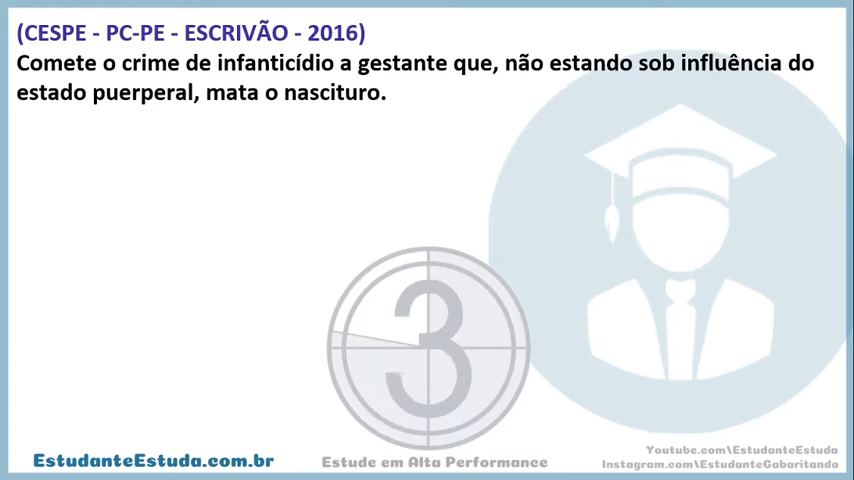 (CESPE - PC-PE - ESCRIVÃO - 2016)
Comete o crime de infanticídio a gestante que, não estando sob influência do
estado puerperal, mata o nascituro.
3
EstudanteEstuda.com.br
Estude em Alta Performance
Youtube.com\EstudanteEstuda
Instagram.com\EstudanteGabaritando